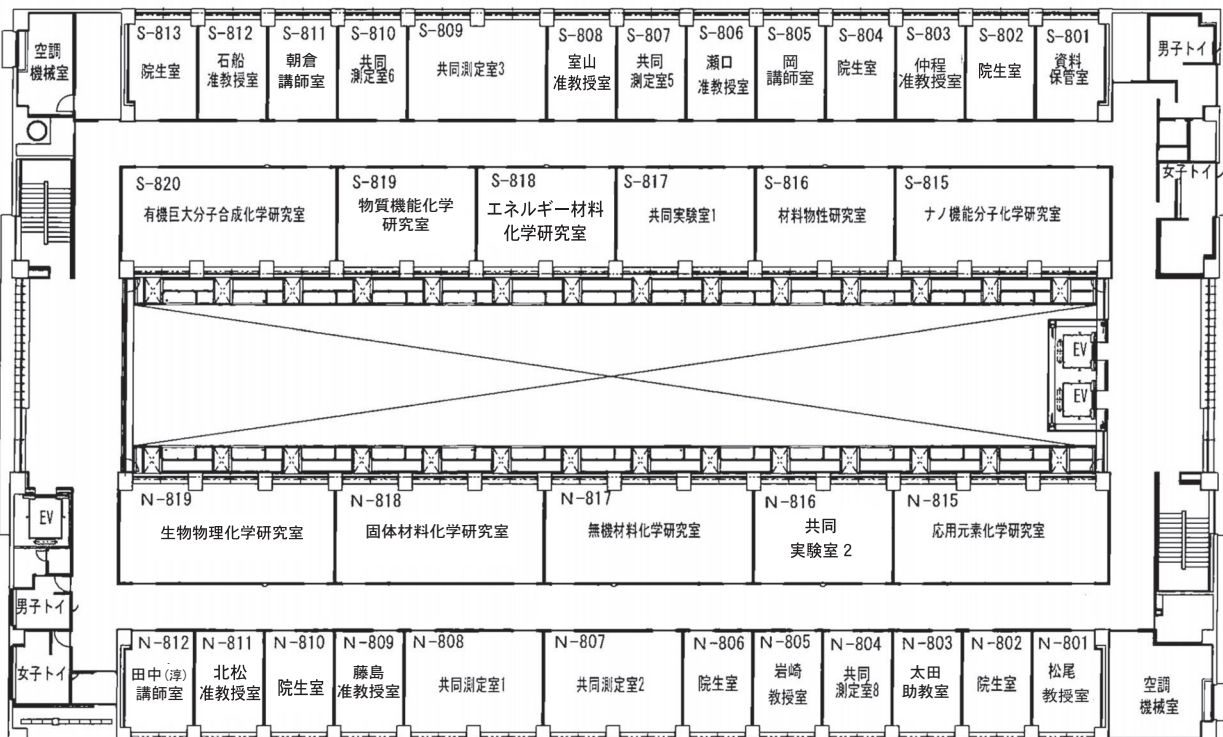 空調
機械室
S-813
院生室
S-812
石船
准教授室
S-811
朝倉
講師室
S-810
共同
測定室6
S-809
共同測定室3
S-808
室山
准教授室
S-807
共同
測定室5
S-806
瀬口
准教授室
S-805
岡
講師室
S-804
院生室
S-803
仲程
准教授室
S-802
院生室
S-801
資料
保管室
男子トイ
女子トイ
S-820
有機巨大分子合成化学研究室
S-819
物質機能化学
研究室
S-818
エネルギー材料
化学研究室
S-817
共同実験室1
S-816
材料物性研究室
S-815
ナノ機能分子化学研究室
EV
EV
EV
N-819
生物物理化学研究室
N-818
固体材料化学研究室
N-817
無機材料化学研究室
N-816
共同
実験室2
N-815
応用元素化学研究室
男子トイ
女子トイ
N-812
田中(淳)
講師室
N-811
北松
准教授室
N-810
院生室
N-809
藤島
准教授室
N-808
共同測定室1
N-807
共同測定室2
N-806
院生室
N-805
岩崎
教授室
N-804
共同
測定室8
N-803
太田
助教室
N-802
院生室
N-801
松尾
教授室
空調
機械室